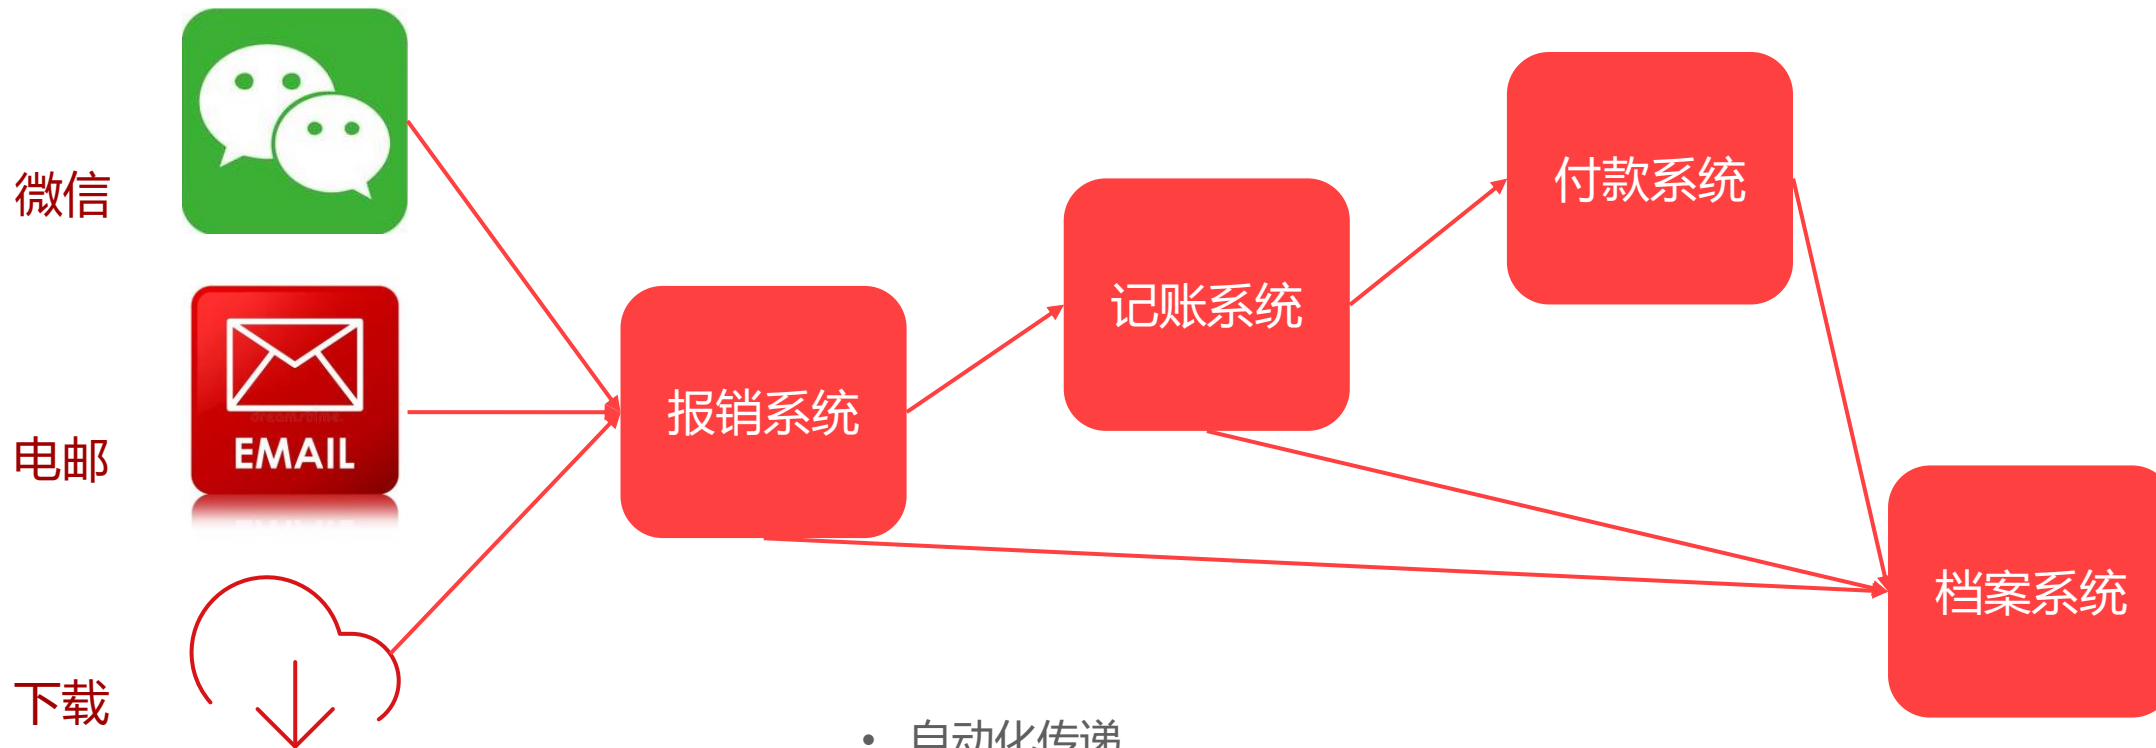 微信
付款系统
记账系统
报销系统
电邮
EMAIL
档案系统
下载
• 自动化传递